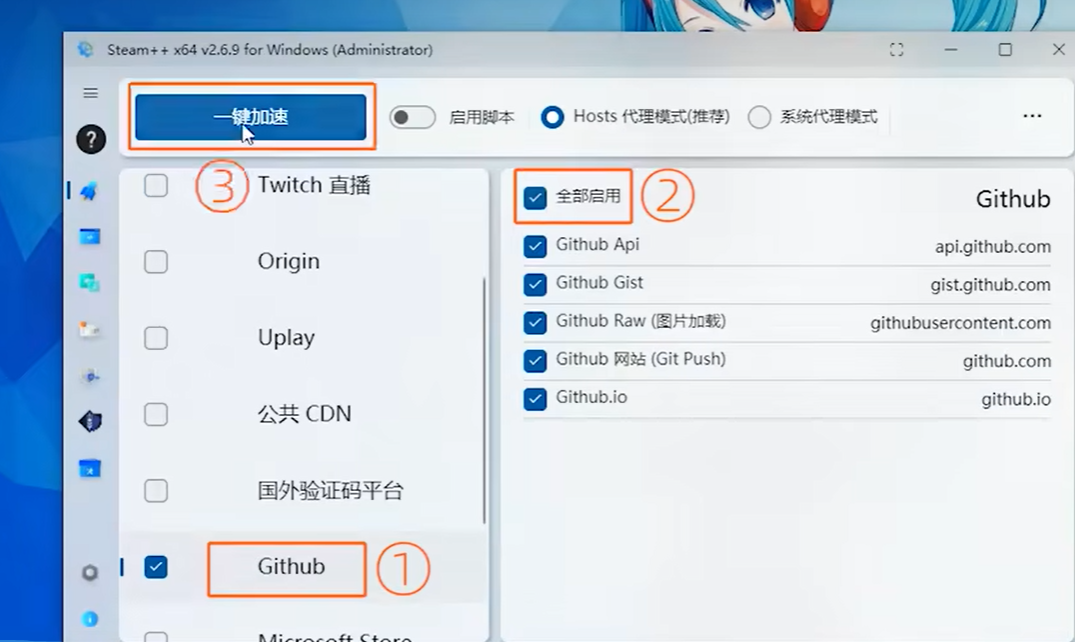 Steam++ x64 v2.6.9 for Windows (Administrator)
一键加速
启用脚本
Hosts 代理模式(推荐)
系统代理模式
③
Twitch 直播
Origin
Uplay
公共 CDN
国外验证码平台
Github
①
Microsoft Store
全部启用
②
Github
Github Api
api.github.com
Github Gist
gist.github.com
Github Raw (图片加载)
githubusercontent.com
Github 网站 (Git Push)
github.com
Github.io
github.io